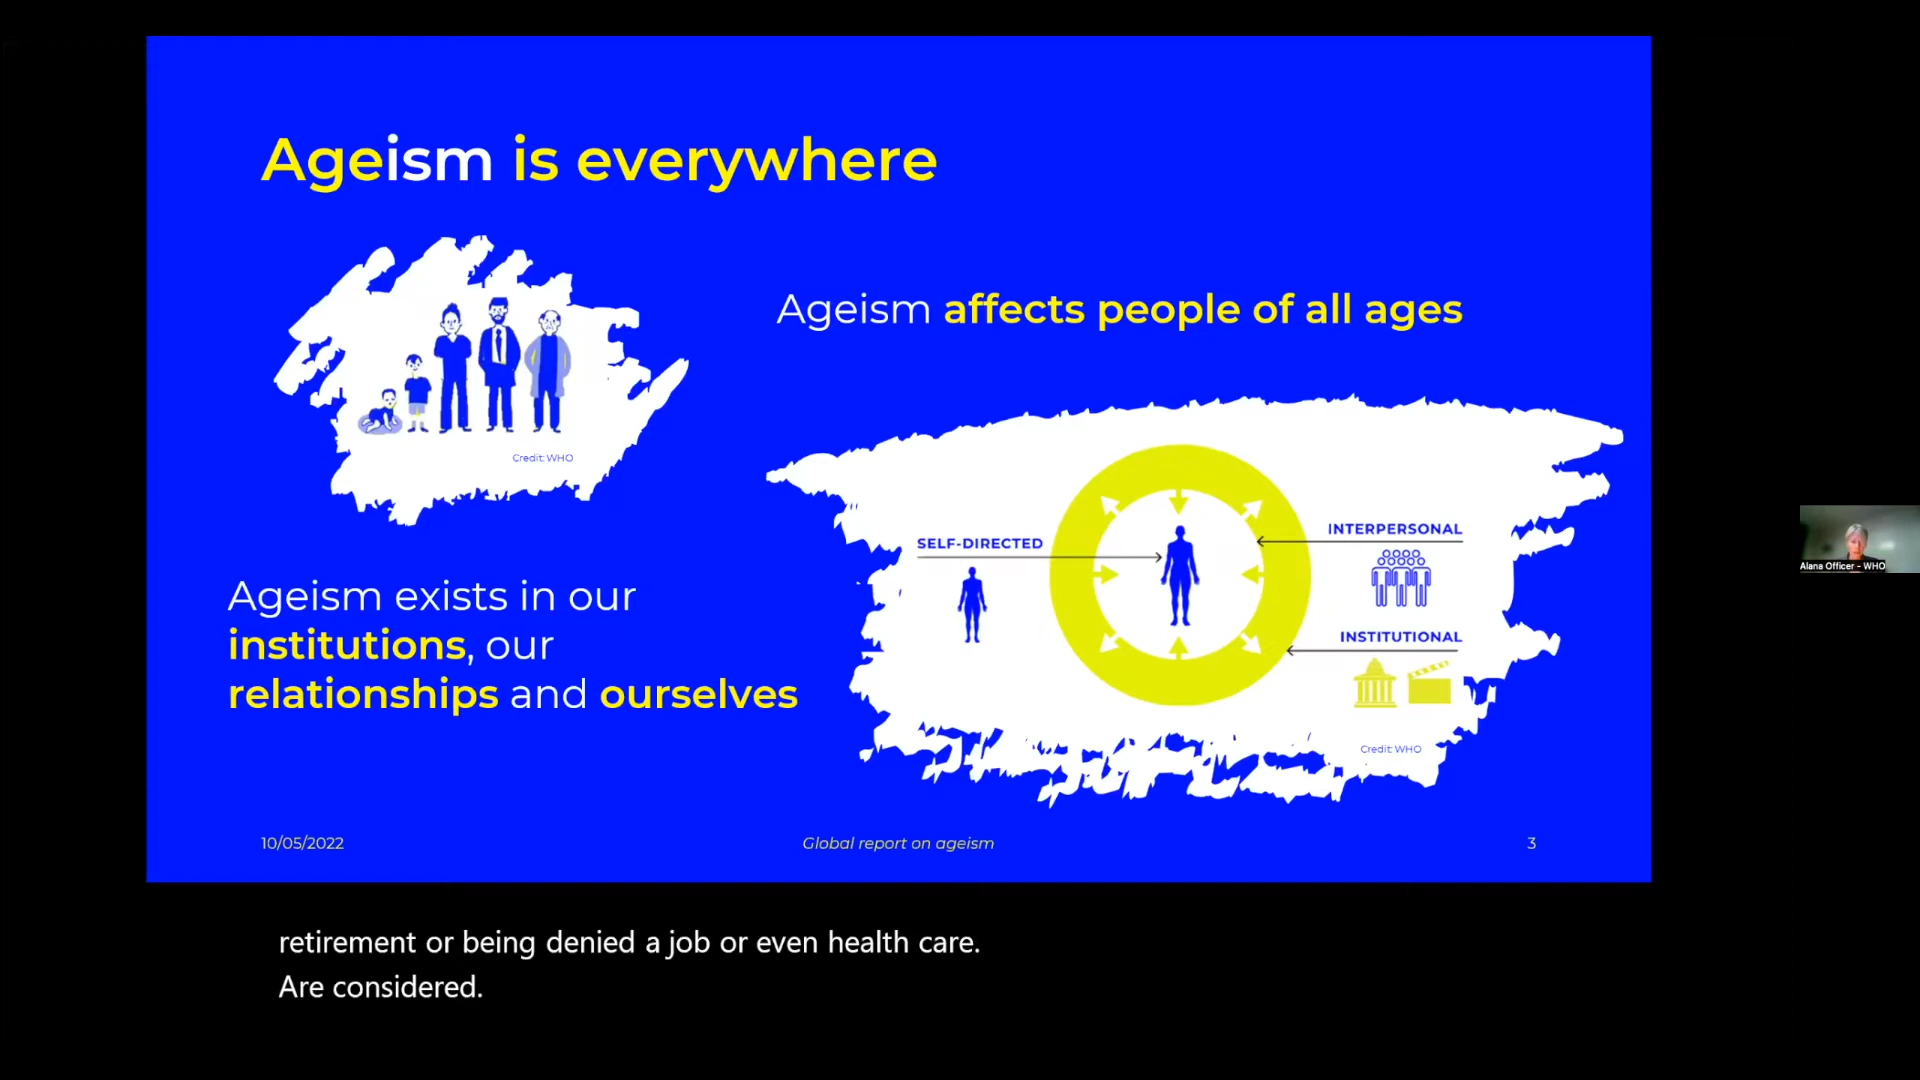 Ageism is everywhere
Ageism affects people of all ages
Credit: WHO
Ageism exists in our
institutions, our
relationships and ourselves
SELF-DIRECTED
INTERPERSONAL
INSTITUTIONAL
Credit: WHO
10/05/2022
Global report on ageism
3
Alana Officer - WHO
retirement or being denied a job or even health care.
Are considered.